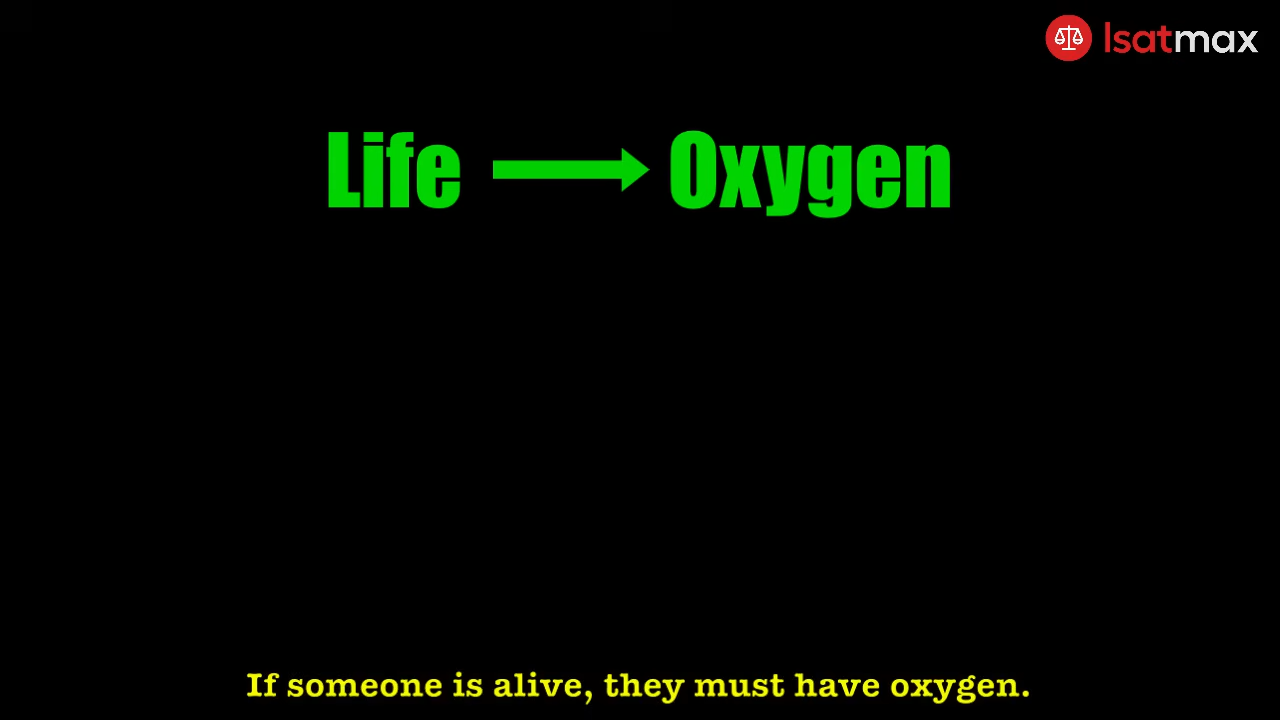 lsatmax
Life Oxygen
If someone is alive, they must have oxygen.